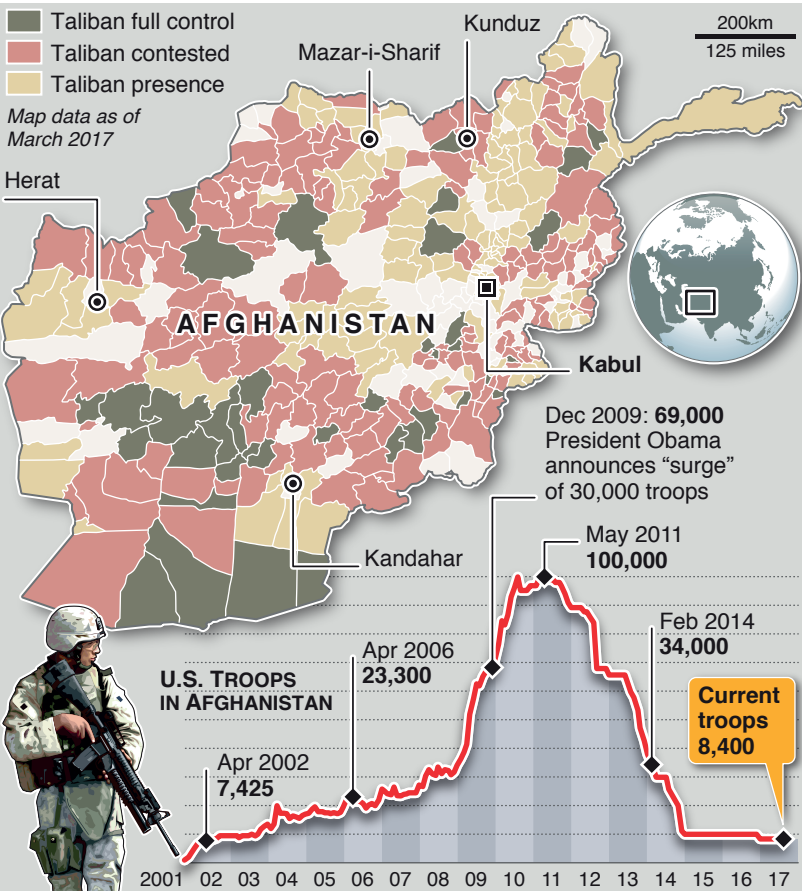 Taliban full control
Taliban contested
Taliban presence
Map data as of
March 2017
Kunduz
Mazar-i-Sharif
200km
125 miles
Herat
AFGHANISTAN
Kabul
Kandahar
Dec 2009: 69,000
President Obama
announces “surge”
of 30,000 troops
May 2011
100,000
Feb 2014
34,000
Apr 2006
23,300
U.S. TROOPS
IN AFGHANISTAN
Current
troops
8,400
Apr 2002
7,425
2001 02 03 04 05 06 07 08 09 10 11 12 13 14 15 16 17